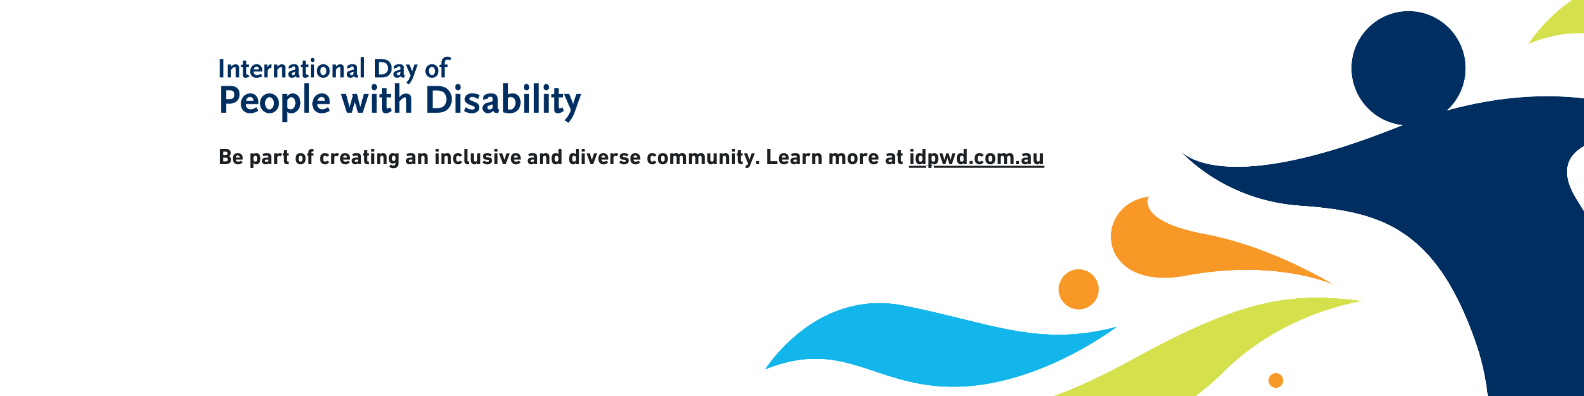 International Day of
People with Disability
Be part of creating an inclusive and diverse community. Learn more at idpwd.com.au